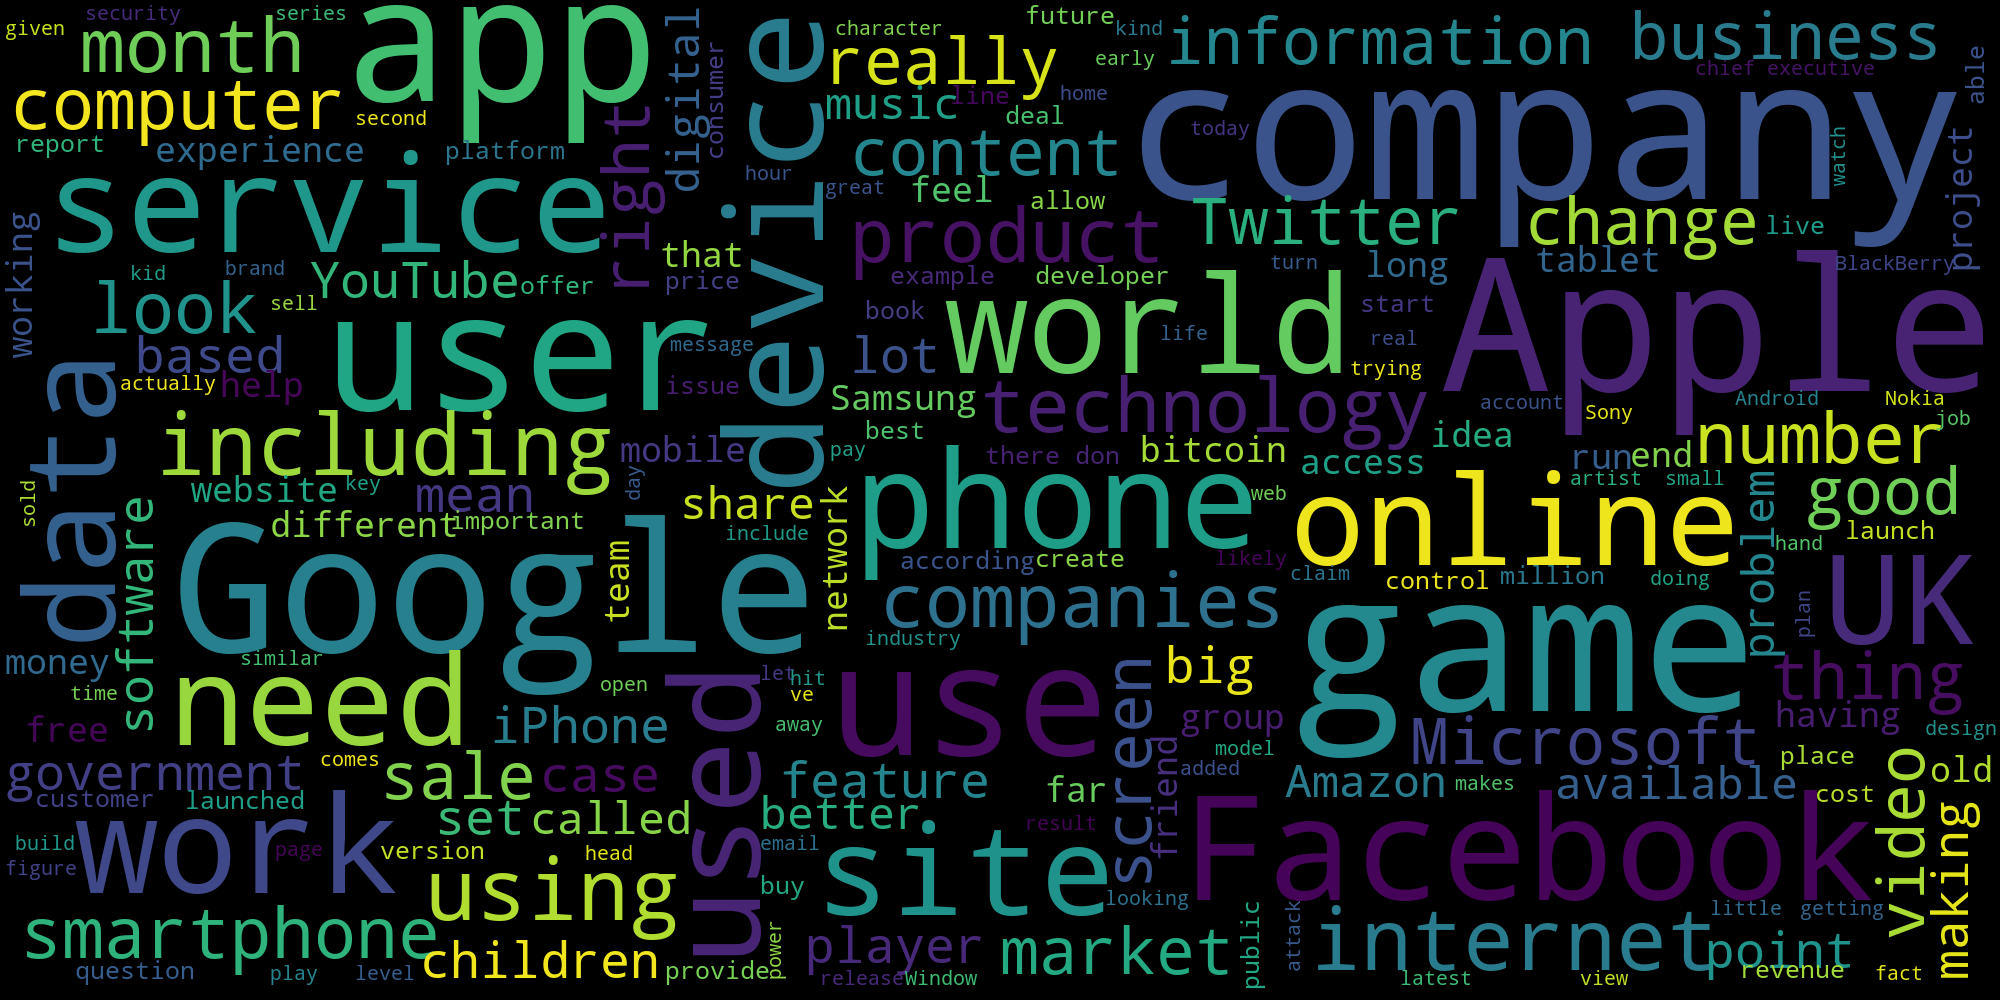 given
security
series
month
app
computer
second
report
experience
platform
service
right
digital
consumer
device
hour
character
really
music
line
future
kind
early
home
deal
information
business
chief executive
able
company
today
watch
content
great
feel
allow
product
Twitter
change
live
project
working
kid
brand
YouTube
offer
sell
look
that
price
example
developer
turn
long
tablet
BlackBerry
book
world
life
start
real
Apple
user
message
based
actually
help
issue
lot
trying
data
including
mobile
Samsung
technology
best
pay
there don
bitcoin
account
Sony
Android
Nokia
job
idea
access
run
end
number
artist
small
sold
website
key
mean
day
share
phone
web
online
problem
good
launch
software
different
important
include
network
according
create
likely
claim
control
million
doing
hand
Google
team
companies
industry
game
plan
UK
money
similar
time
need
open
let
hit
ve
away
used
use
screen
big
thing
free
iPhone
group
Microsoft
having
design
comes
model
place
government
sale
case
feature
far
friend
added
Amazon
makes
available
cost
video
old
customer
launched
set
called
better
result
Facebook
making
build
work
page
version
head
email
site
figure
using
buy
looking
little
getting
smartphone
children
provide
power
player
market
public
attack
internet
point
question
play
level
release
Window
latest
view
revenue
fact